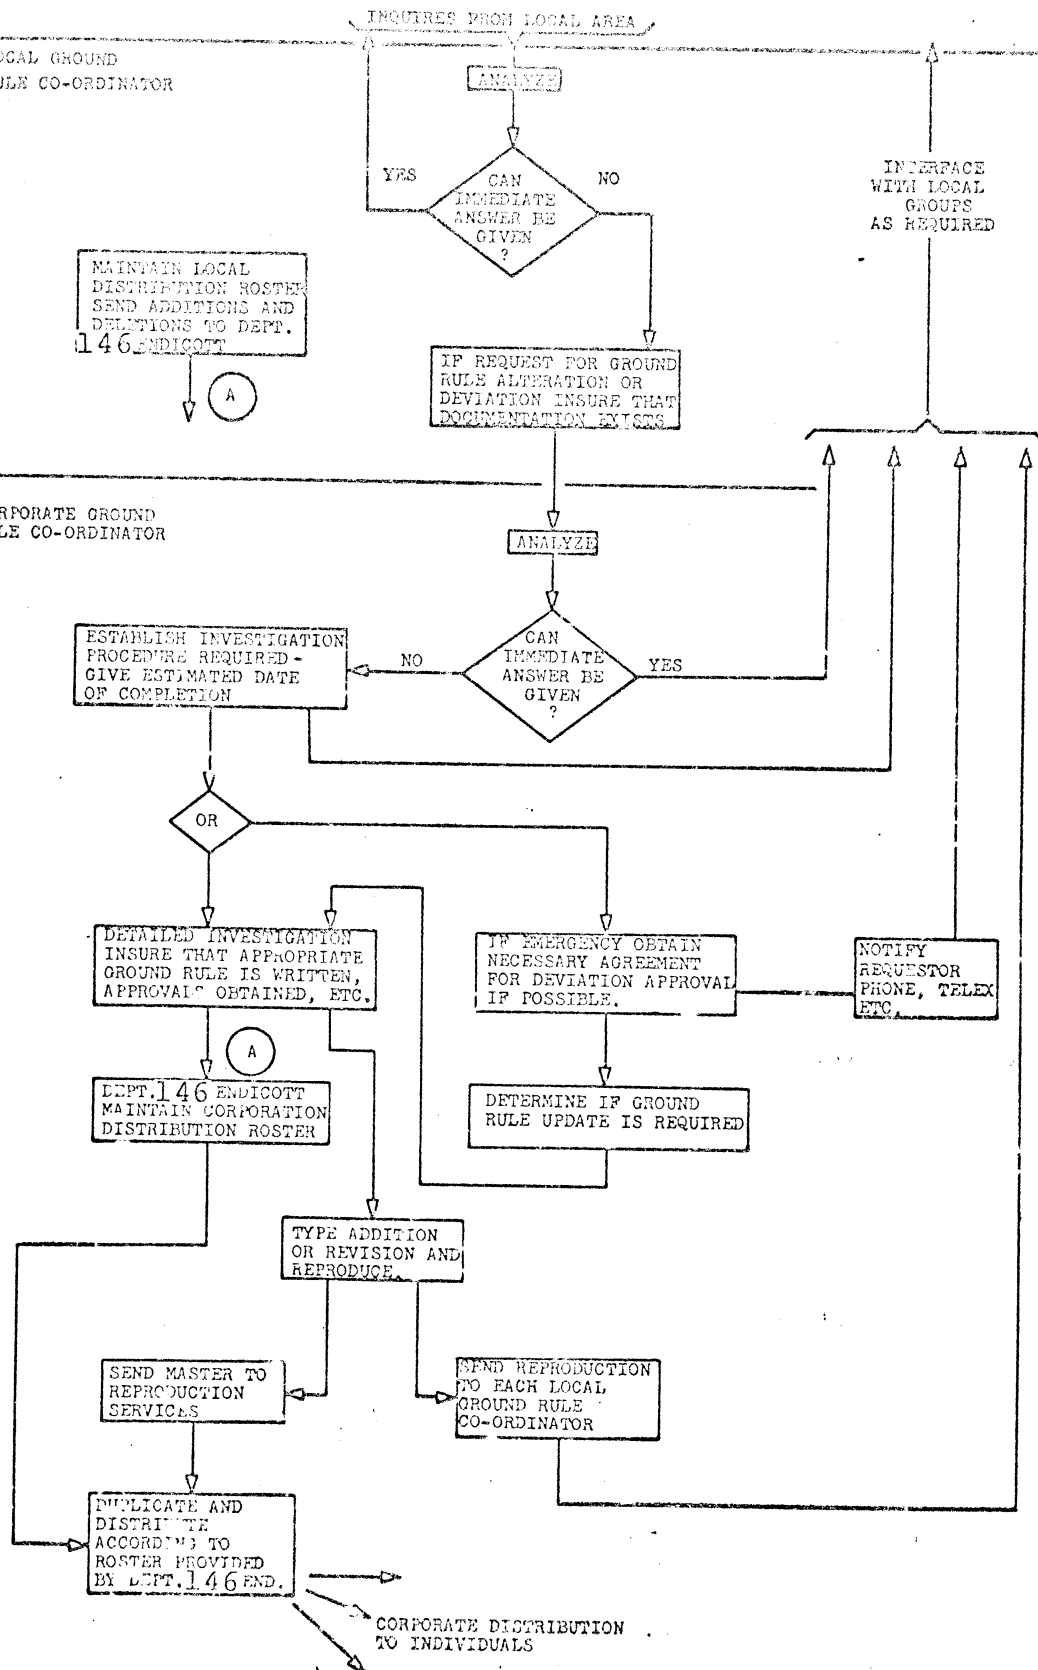 INQUIRES FROM LOCAL AREA
OCAL GROUND
ULE CO-ORDINATOR
ANALYZE
YES
NO
CAN
IMMEDIATE
ANSWER BE
GIVEN
?
INTERFACE
WITH LOCAL
GROUPS
AS REQUIRED
MAINTAIN LOCAL
DISTRIBUTION ROSTER
SEND ADDITIONS AND
DELETIONS TO DEPT.
146 ENDICOTT
A
IF REQUEST FOR GROUND
RULE ALTERATION OR
DEVIATION INSURE THAT
DOCUMENTATION EXISTS
RPORATE GROUND
LE CO-ORDINATOR
ANALYZE
CAN
IMMEDIATE
ANSWER BE
GIVEN
?
NO
YES
ESTABLISH INVESTIGATION
PROCEDURE REQUIRED-
GIVE ESTIMATED DATE
OF COMPLETION
OR
DETAILED INVESTIGATION
INSURE THAT APPROPRIATE
GROUND RULE IS WRITTEN,
APPROVALS OBTAINED, ETC.
IF EMERGENCY OBTAIN
NECESSARY AGREEMENT
FOR DEVIATION APPROVAL
IF POSSIBLE.
NOTIFY
REQUESTOR
PHONE, TELEX
ETC.
A
DEPT. 146 ENDICOTT
MAINTAIN CORPORATION
DISTRIBUTION ROSTER
DETERMINE IF GROUND
RULE UPDATE IS REQUIRED
TYPE ADDITION
OR REVISION AND
REPRODUCE.
SEND MASTER TO
REPRODUCTION
SERVICES
SEND REPRODUCTION
TO EACH LOCAL
GROUND RULE
CO-ORDINATOR
DUPLICATE AND
DISTRIBUTE
ACCORDING TO
ROSTER PROVIDED
BY DEPT. 146 END.
CORPORATE DISTRIBUTION
TO INDIVIDUALS